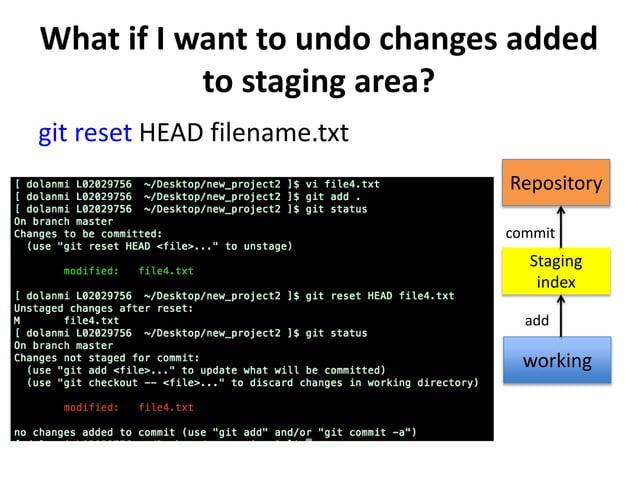 What if I want to undo changes added
to staging area?
git reset HEAD filename.txt
[ dolanmi L02029756  ~/Desktop/new_project2 ]$ vi file4.txt
[ dolanmi L02029756  ~/Desktop/new_project2 ]$ git add .
[ dolanmi L02029756  ~/Desktop/new_project2 ]$ git status
On branch master
Changes to be committed:
  (use "git reset HEAD <file>..." to unstage)
        modified:   file4.txt
[ dolanmi L02029756  ~/Desktop/new_project2 ]$ git reset HEAD file4.txt
Unstaged changes after reset:
M       file4.txt
[ dolanmi L02029756  ~/Desktop/new_project2 ]$ git status
On branch master
Changes not staged for commit:
  (use "git add <file>..." to update what will be committed)
  (use "git checkout -- <file>..." to discard changes in working directory)
        modified:   file4.txt
no changes added to commit (use "git add" and/or "git commit -a")
Repository
commit
Staging
index
add
working